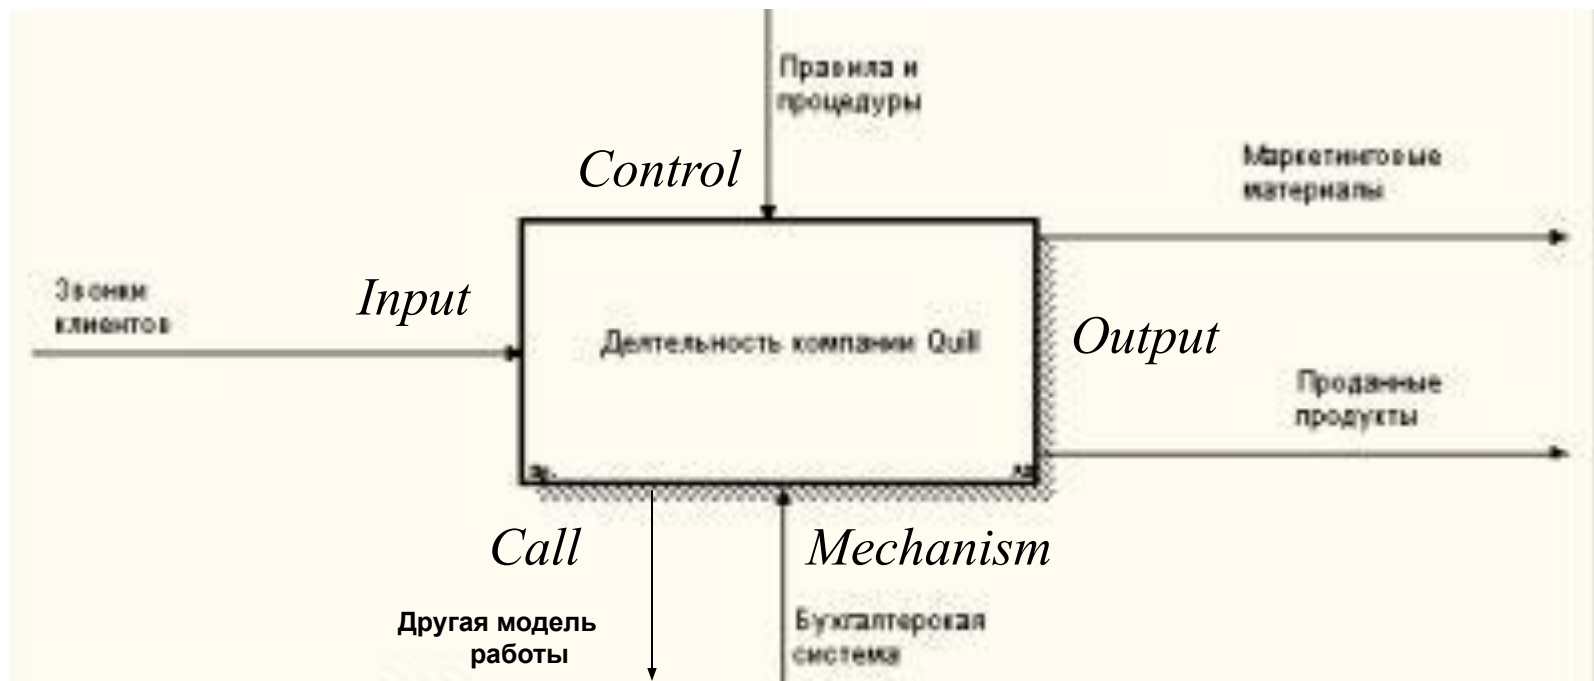 Правила и
процедуры
Control
Маркетинговые
материалы
Звонки
клиентов
Input
Деятельность компании Quill
Output
Проданные
продукты
Call
Mechanism
Другая модель
работы
Бухгалтерская
система